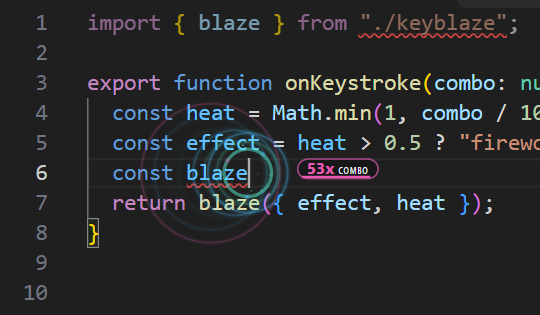 1 import { blaze } from "./keyblaze";
2
3 export function onKeystroke(combo: nu
4 const heat = Math.min(1, combo / 10
5 const effect = heat > 0.5 ? "firewo
6 const blaze 53x COMBO
7 return blaze({ effect, heat });
8 }
9
10